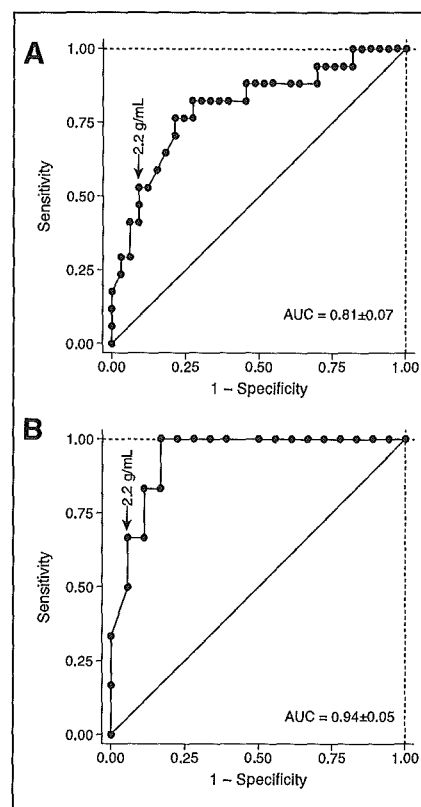 A
1.00
0.75
0.50
0.25
0.00
Sensitivity
2.2 g/mL
AUC = 0.81±0.07
0.00 0.25 0.50 0.75 1.00
1 – Specificity
B
1.00
0.75
0.50
0.25
0.00
Sensitivity
2.2 g/mL
AUC = 0.94±0.05
0.00 0.25 0.50 0.75 1.00
1 – Specificity